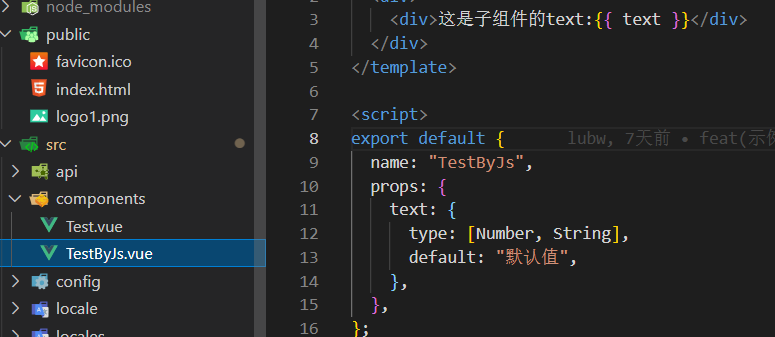 node_modules
public
favicon.ico
index.html
logo1.png
src
api
components
Test.vue
TestByJs.vue
config
locale
locales
2 <div>
3 <div>这是子组件的text:{{ text }}</div>
4 </div>
5 </template>
6
7 <script>
8 export default { lubw, 7天前 • feat(示例
9 name: "TestByJs",
10 props: {
11 text: {
12 type: [Number, String],
13 default: "默认值",
14 },
15 },
16 };